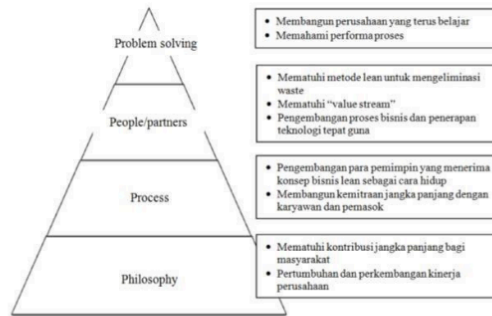 Problem solving
• Membangun perusahaan yang terus belajar
• Memahami performa proses
People/partners
• Mematuhi metode lean untuk mengeliminasi
waste
• Mematuhi “value stream”
• Pengembangan proses bisnis dan penerapan
teknologi tepat guna
Process
• Pengembangan para pemimpin yang menerima
konsep bisnis lean sebagai cara hidup
• Membangun kemitraan jangka panjang dengan
karyawan dan pemasok
Philosophy
• Mematuhi kontribusi jangka panjang bagi
masyarakat
• Pertumbuhan dan perkembangan kinerja
perusahaan